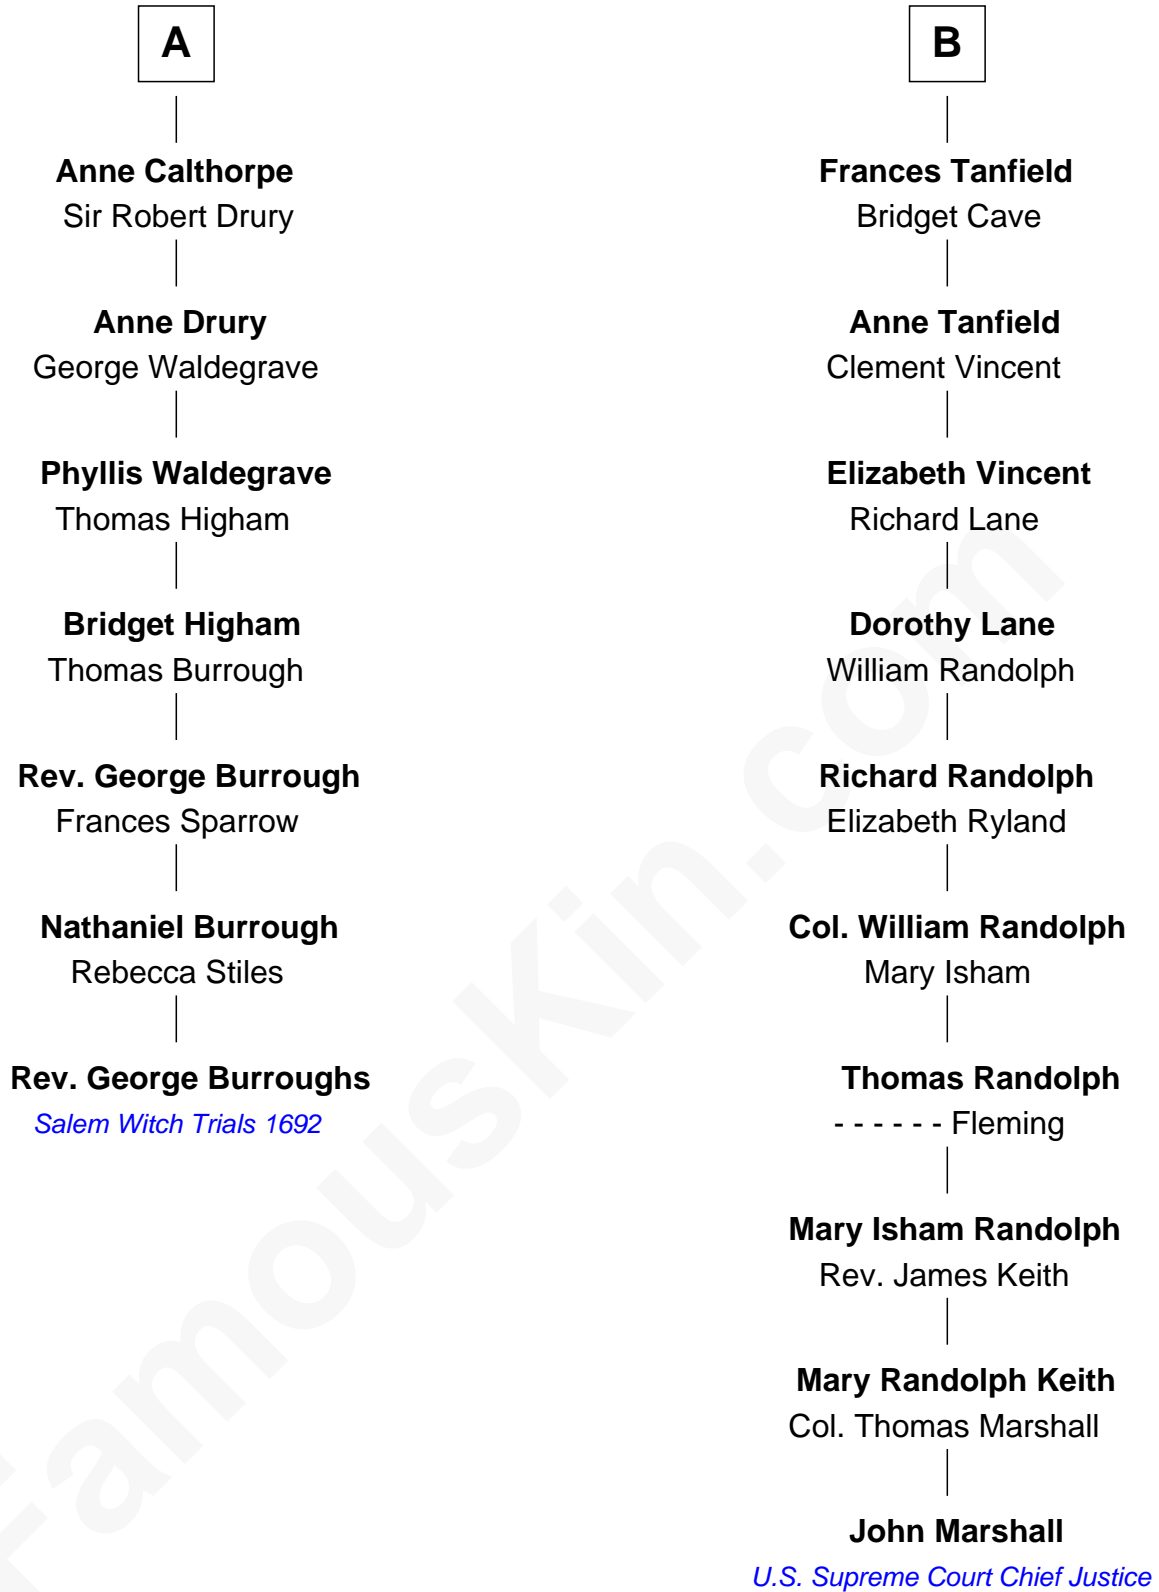 A
Anne Calthorpe
Sir Robert Drury
Anne Drury
George Waldegrave
Phyllis Waldegrave
Thomas Higham
Bridget Higham
Thomas Burrough
Rev. George Burrough
Frances Sparrow
Nathaniel Burrough
Rebecca Stiles
Rev. George Burroughs
Salem Witch Trials 1692
B
Frances Tanfield
Bridget Cave
Anne Tanfield
Clement Vincent
Elizabeth Vincent
Richard Lane
Dorothy Lane
William Randolph
Richard Randolph
Elizabeth Ryland
Col. William Randolph
Mary Isham
Thomas Randolph
- - - - - - Fleming
Mary Isham Randolph
Rev. James Keith
Mary Randolph Keith
Col. Thomas Marshall
John Marshall
U.S. Supreme Court Chief Justice
FamousKin.com